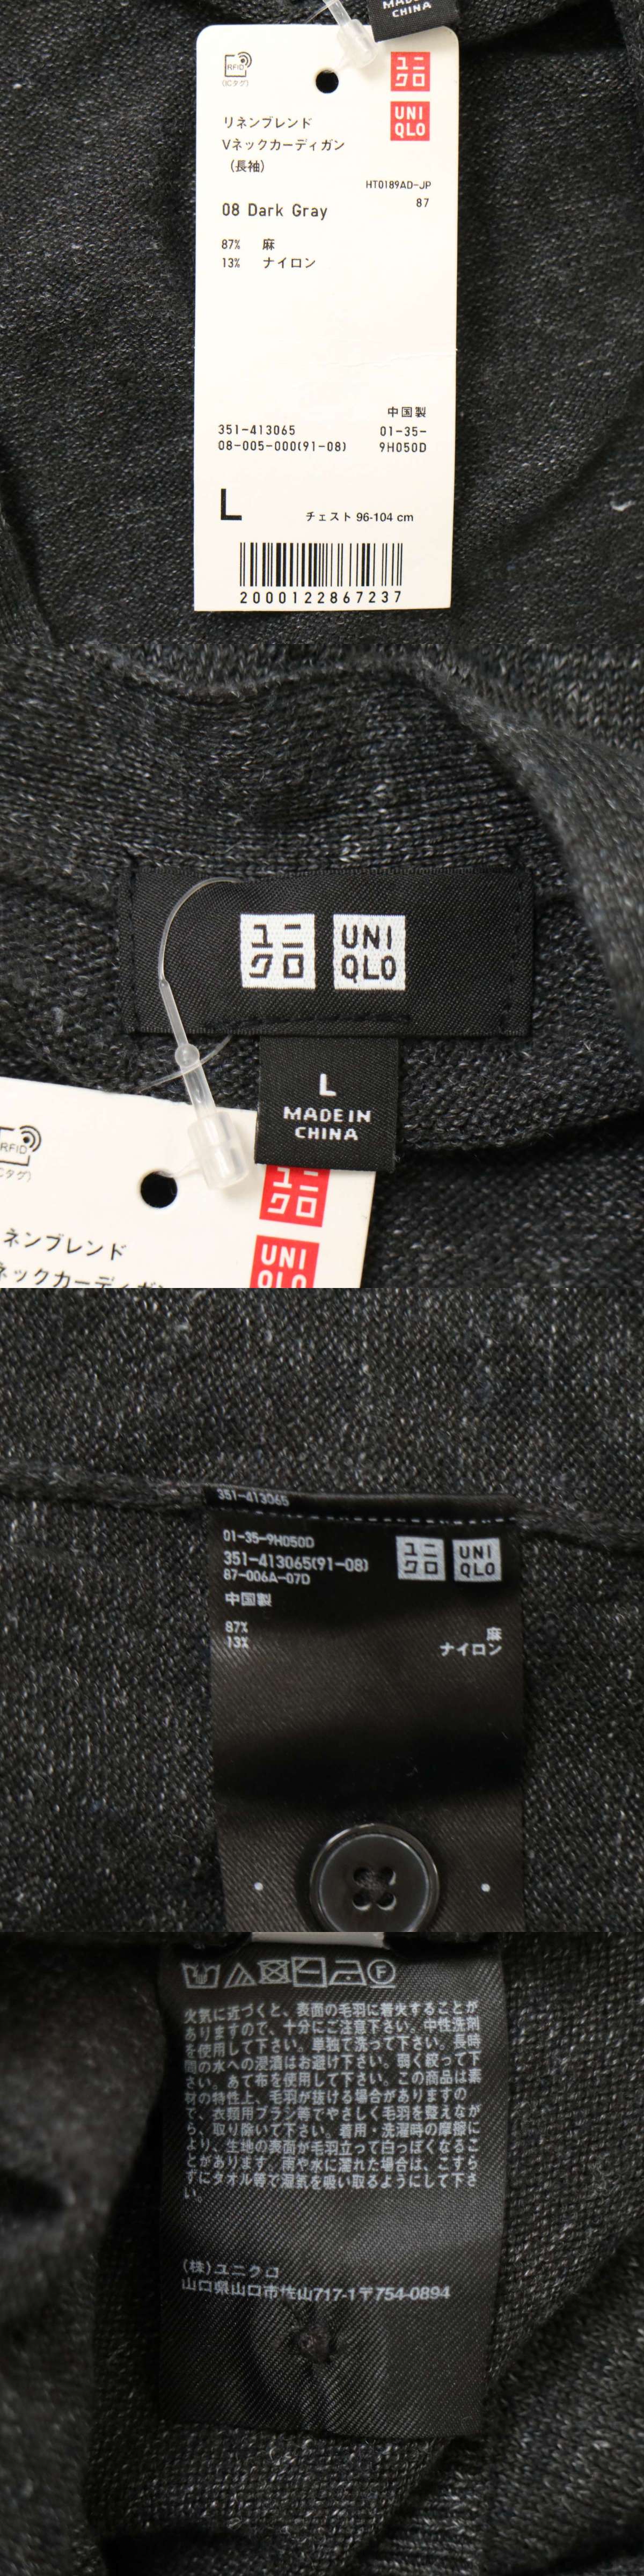 MADE IN
CHINA
RFID
(ICタグ)
ユニ
クロ
UNI
QLO
リネンブレンド
Vネックカーディガン
(長袖)
HT0189AD-JP
87
08 Dark Gray
87% 麻
13% ナイロン
中国製
351-413065 01-35-
08-005-000(91-08) 9H050D
L チェスト 96-104 cm
2000122867237
ユニ UNI
クロ QLO
L
MADE IN
CHINA
RFID
Cタグ)
ユニ
クロ
UNI
QLO
ネンブレンド
ネックカーディガン
351-413065
01-35-9H050D
351-413065(91-08)
87-006A-07D
ユニ UNI
クロ QLO
中国製
87% 麻
13% ナイロン
F
火気に近づくと、表面の毛羽に着火することが
ありますので、十分にご注意下さい。中性洗剤
を使用して下さい。単独で洗って下さい。長時
間の水への浸漬はお避け下さい。弱く絞って下
さい。あて布を使用して下さい。この商品は素
材の特性上、毛羽が抜ける場合がありますの
で、衣類用ブラシ等でやさしく毛羽を整えなが
ら、取り除いて下さい。着用・洗濯時の摩擦に
より、生地の表面が毛羽立って白っぽくなるこ
とがあります。雨や水に濡れた場合は、こすら
ずにタオル等で湿気を吸い取るようにして下さ
い。
(株)ユニクロ
山口県山口市佐山717-1〒754-0894